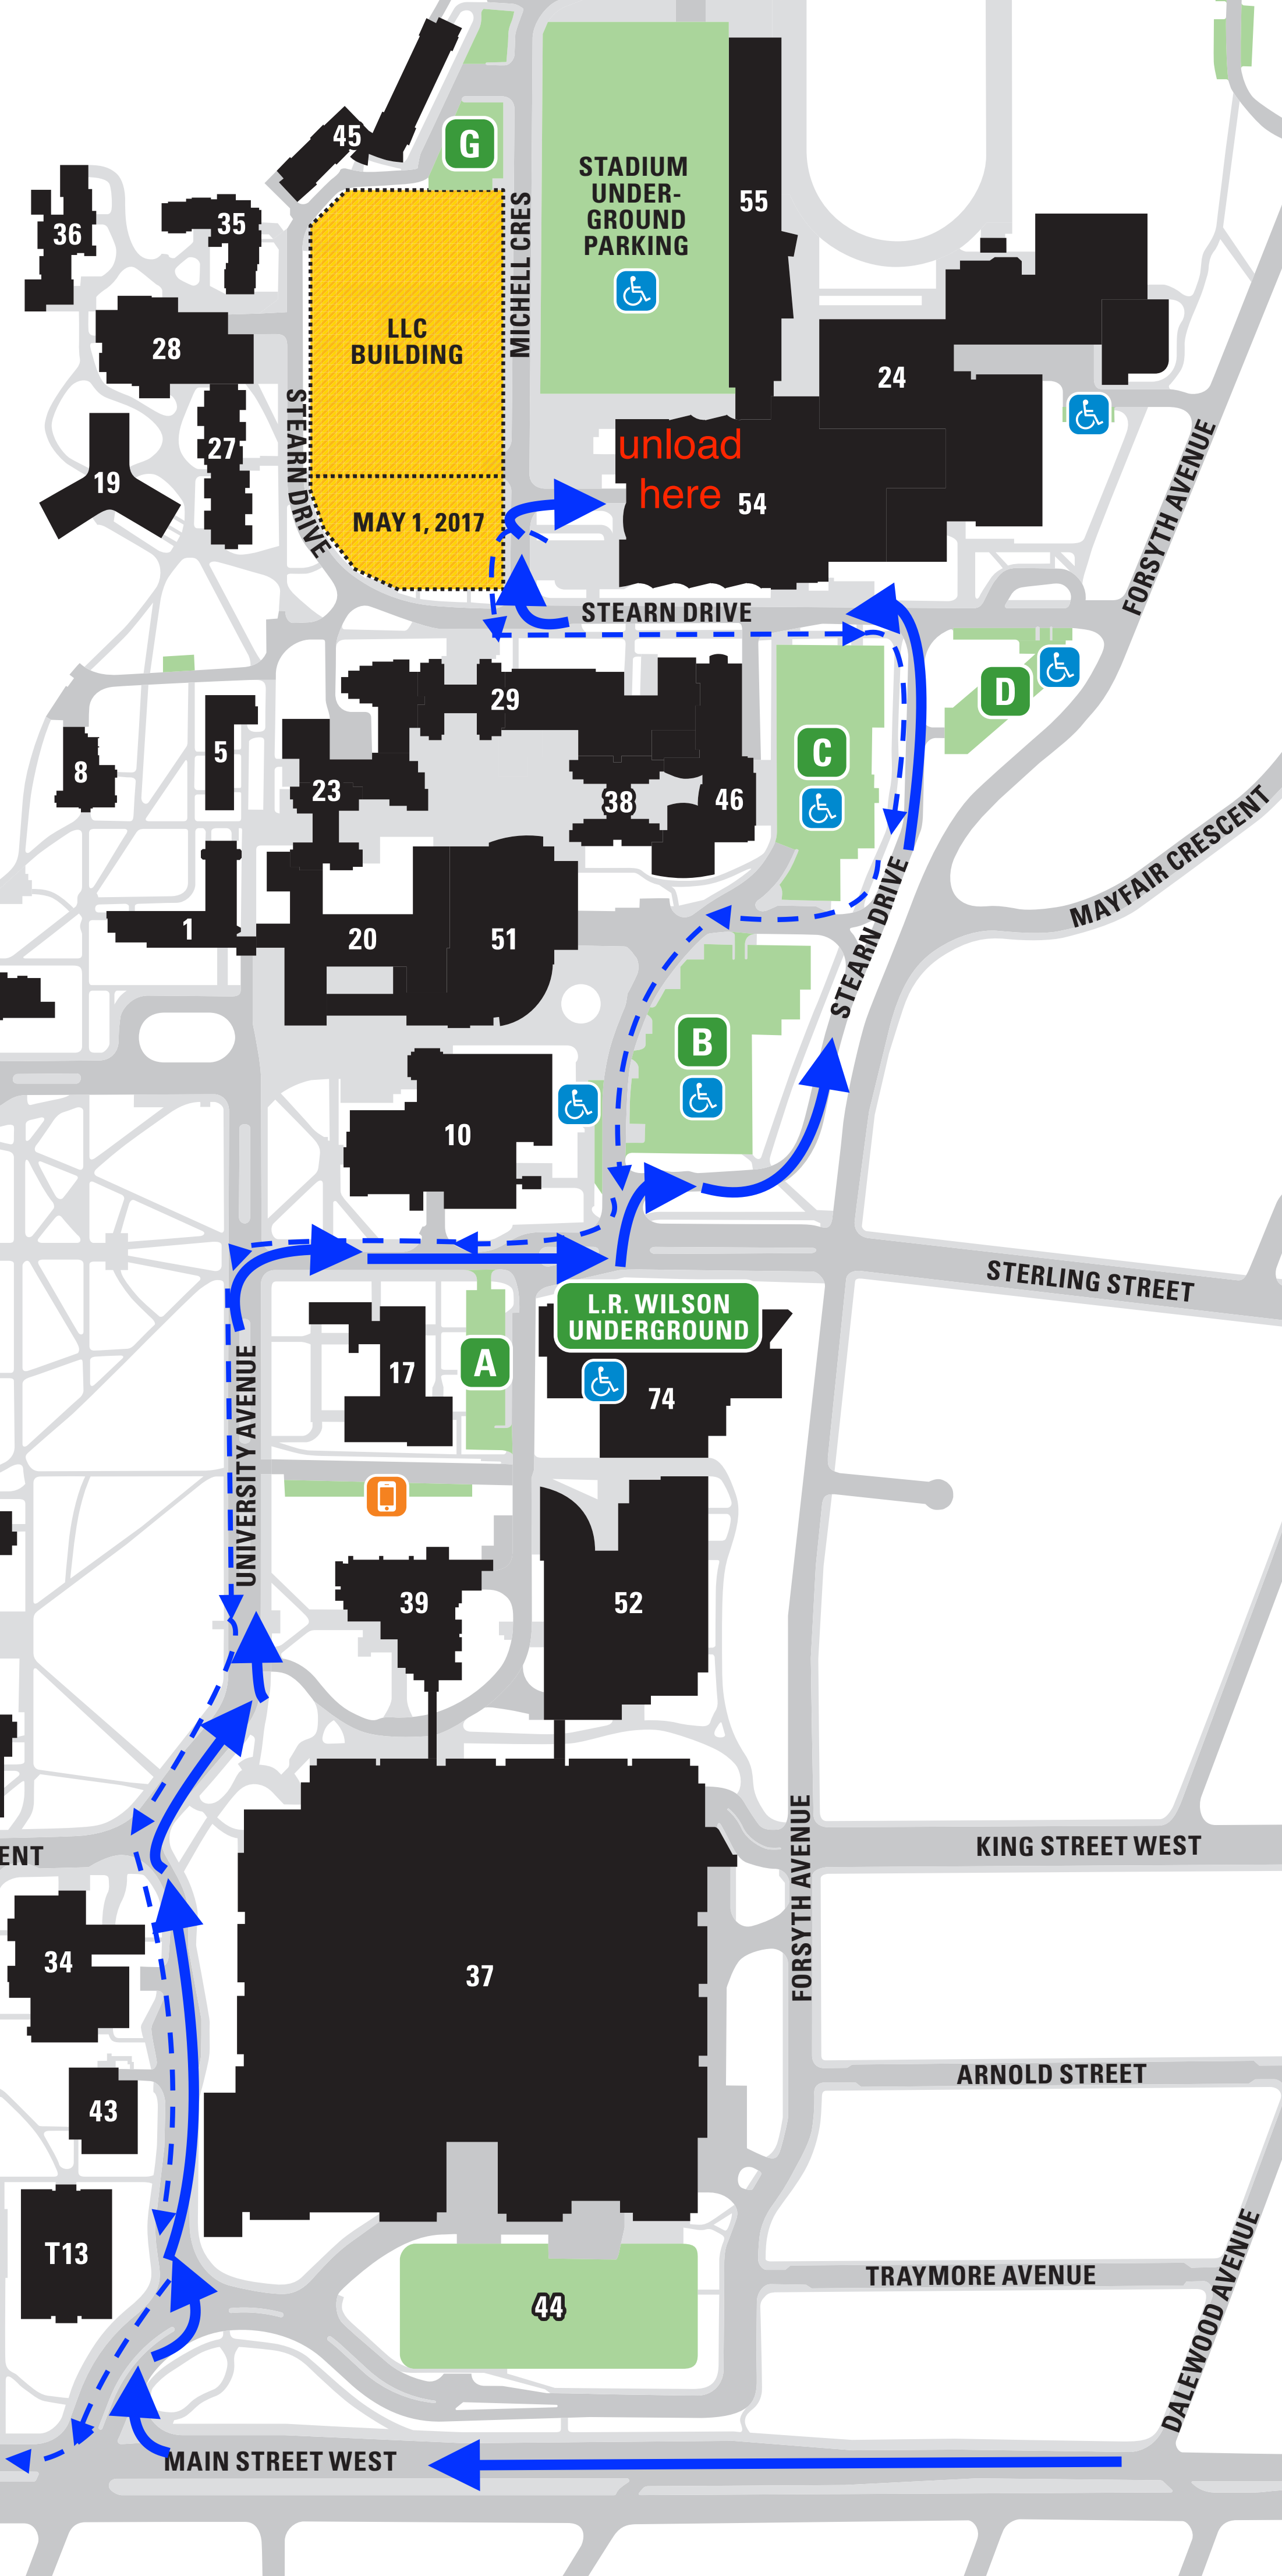 45
G
STADIUM
UNDER-
GROUND
PARKING
55
36
35
MICHELL CRES
LLC
BUILDING
28
24
STEARN DRIVE
27
19
unload
here
54
MAY 1, 2017
FORSYTH AVENUE
STEARN DRIVE
29
D
5
8
23
C
38
46
MAYFAIR CRESCENT
1
20
51
STEARN DRIVE
B
10
STERLING STREET
L.R. WILSON
UNDERGROUND
A
17
74
UNIVERSITY AVENUE
39
52
ENT
KING STREET WEST
FORSYTH AVENUE
34
37
ARNOLD STREET
43
T13
TRAYMORE AVENUE
44
DALEWOOD AVENUE
MAIN STREET WEST